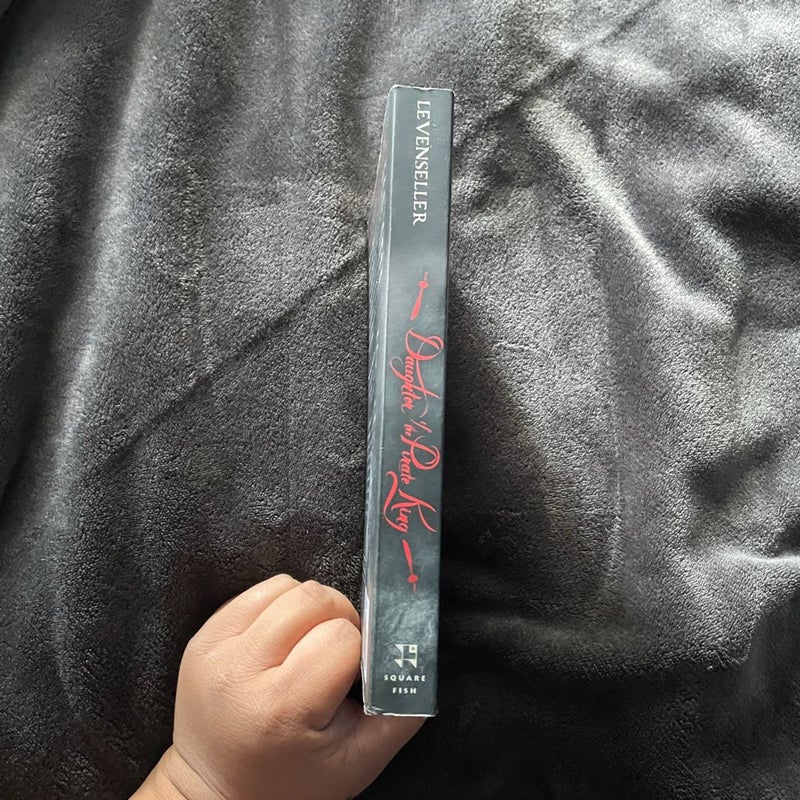 LEVENSELLER
Daughter of the Pirate King
SQUARE
FISH